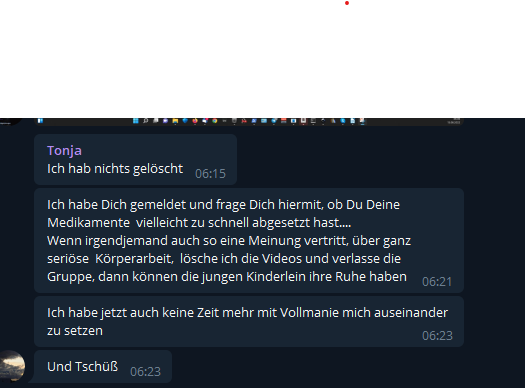 Tonja
Ich hab nichts gelöscht 06:15
Ich habe Dich gemeldet und frage Dich hiermit, ob Du Deine
Medikamente vielleicht zu schnell abgesetzt hast....
Wenn irgendjemand auch so eine Meinung vertritt, über ganz
seriöse Körperarbeit, lösche ich die Videos und verlasse die
Gruppe, dann können die jungen Kinderlein ihre Ruhe haben 06:21
Ich habe jetzt auch keine Zeit mehr mit Vollmanie mich auseinander
zu setzen 06:23
Und Tschüß 06:23